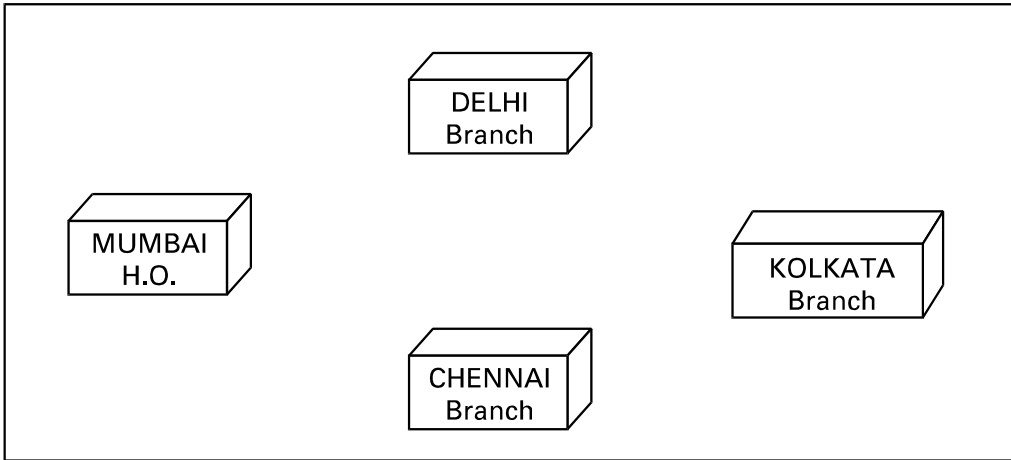 DELHI
Branch
MUMBAI
H.O.
KOLKATA
Branch
CHENNAI
Branch